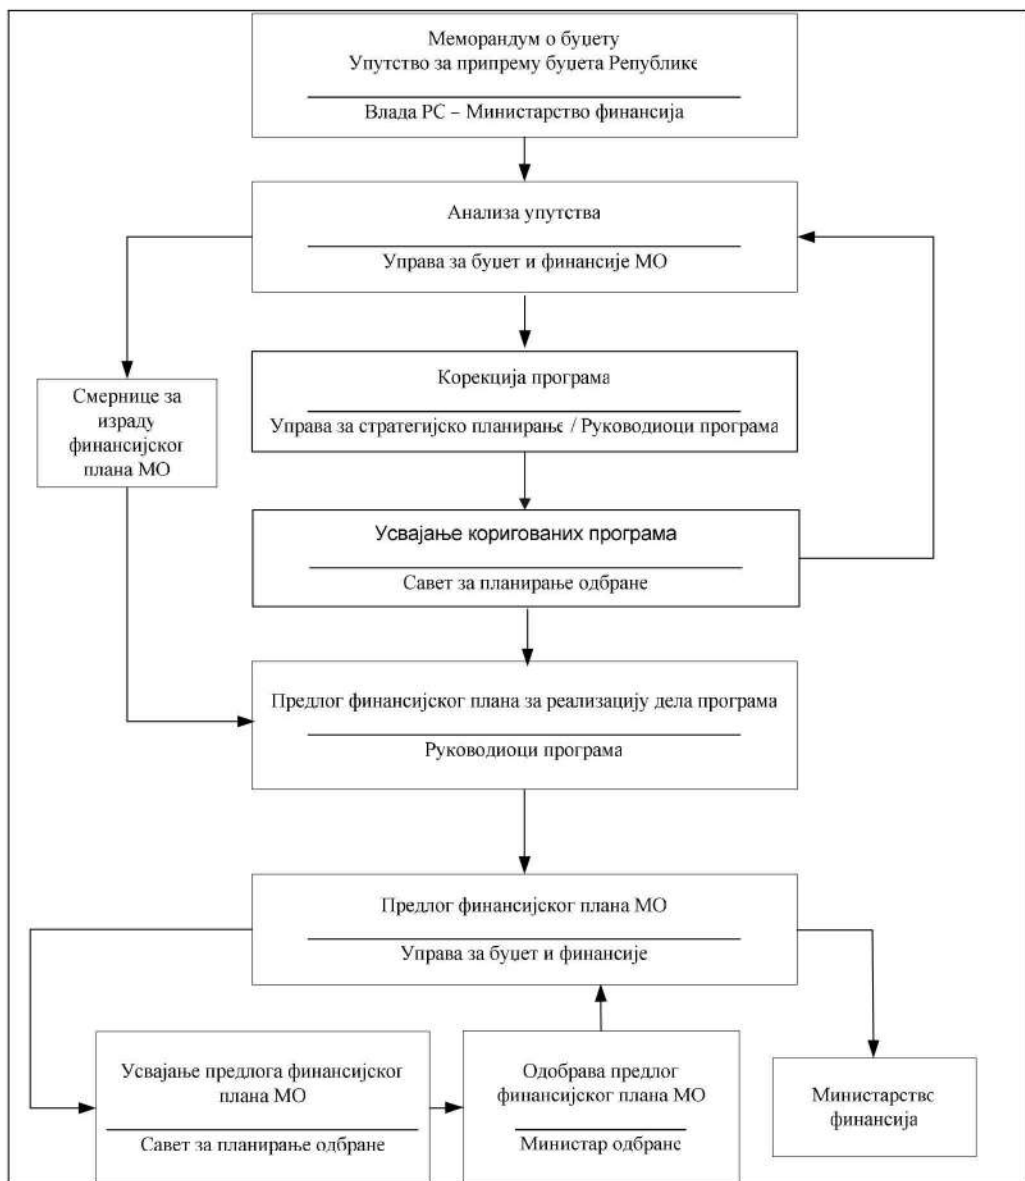 Меморандум о буџету
Упутство за припрему буџета Републике
Влада РС – Министарство финансија
Анализа упутства
Управа за буџет и финансије МО
Корекција програма
Управа за стратегијско планирање / Руководиоци програма
Смернице за
израду
финансијског
плана МО
Усвајање коригованих програма
Савет за планирање одбране
Предлог финансијског плана за реализацију дела програма
Руководиоци програма
Предлог финансијског плана МО
Управа за буџет и финансије
Усвајање предлога финансијског
плана МО
Савет за планирање одбране
Одобрава предлог
финансијског плана МО
Министар одбране
Министарство
финансија